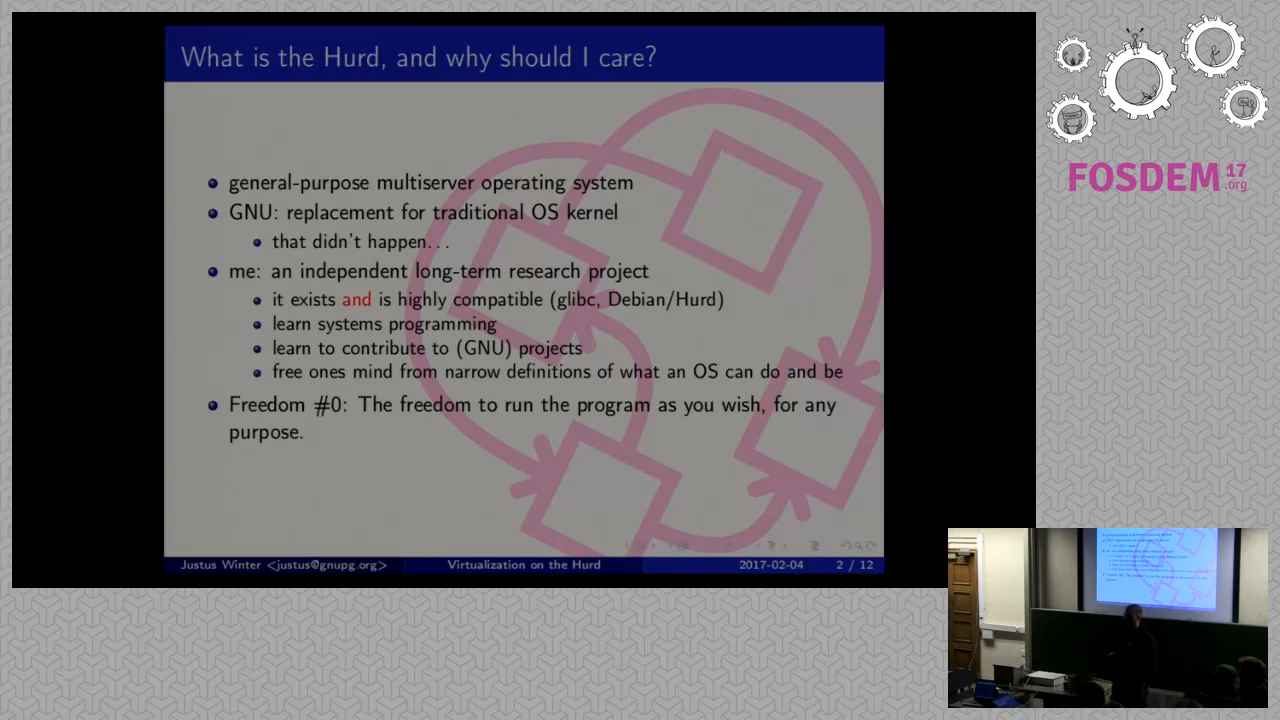 What is the Hurd, and why should I care?
general-purpose multiserver operating system
GNU: replacement for traditional OS kernel
that didn't happen...
me: an independent long-term research project
it exists and is highly compatible (glibc, Debian/Hurd)
learn systems programming
learn to contribute to (GNU) projects
free ones mind from narrow definitions of what an OS can do and be
Freedom #0: The freedom to run the program as you wish, for any
purpose.
Justus Winter <justus@gnupg.org> Virtualization on the Hurd 2017-02-04 2 / 12
FOSDEM 17
.org